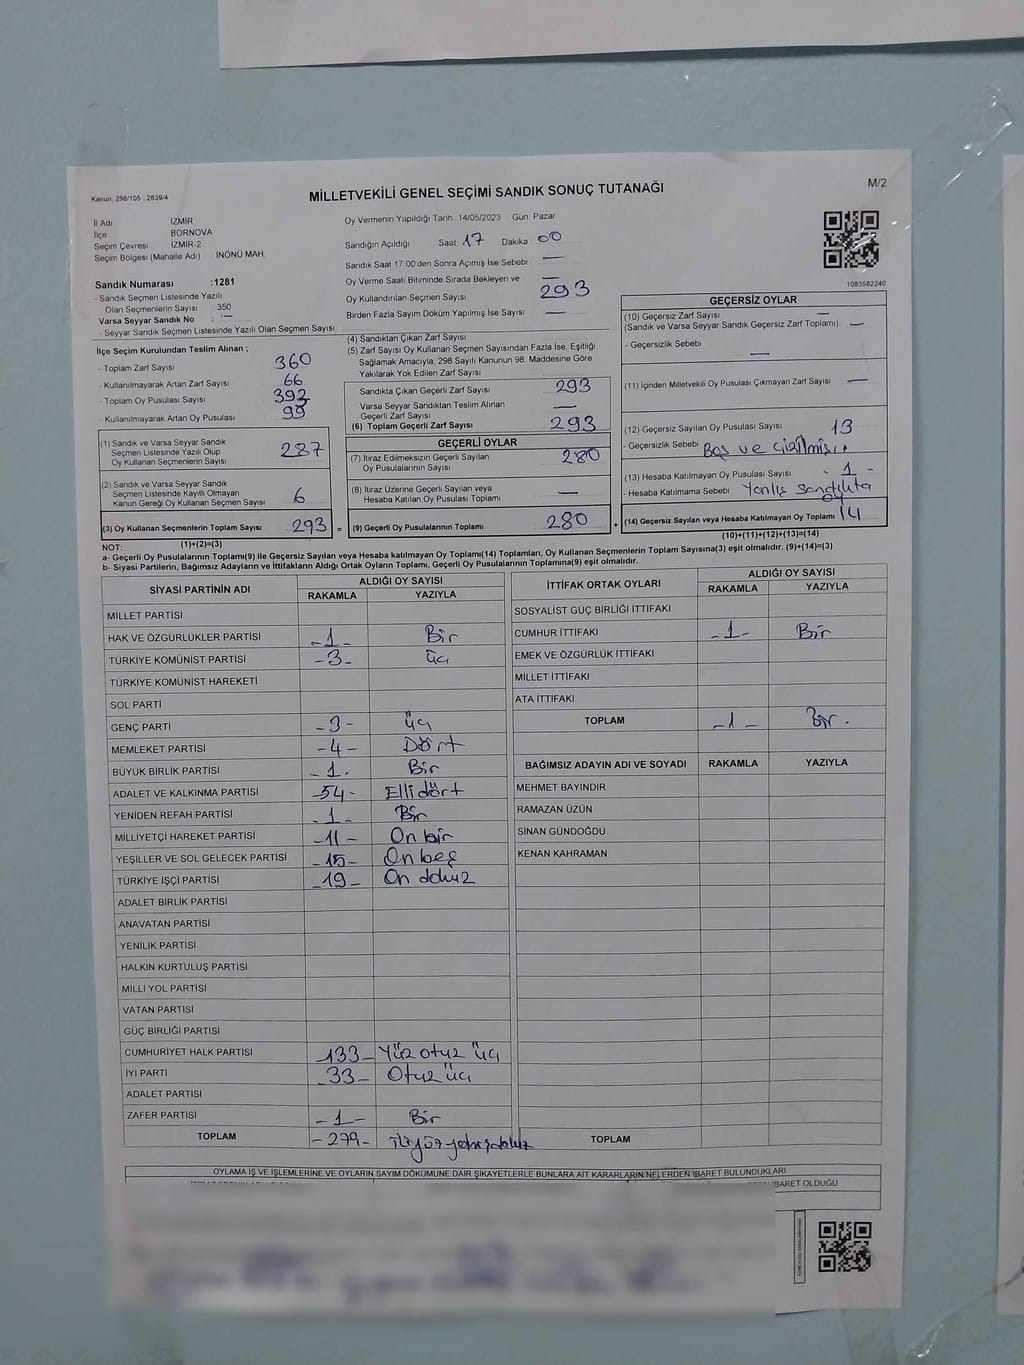 Kanun; 298/105 , 2839/4
MİLLETVEKİLİ GENEL SEÇİMİ SANDIK SONUÇ TUTANAĞI
M/2
İl Adı İZMİR
İlçe BORNOVA
Seçim Çevresi İZMİR-2
Seçim Bölgesi (Mahalle Adı) İNÖNÜ MAH.
Oy Vermenin Yapıldığı Tarih 14/05/2023 Gün. Pazar
Sandığın Açıldığı Saat 17 Dakika 00
Sandık Saat 17:00'den Sonra Açımış İse Sebebi —
Oy Verme Saati Bitiminde Sırada Bekleyen ve —
Oy Kullandırılan Seçmen Sayısı 293
Birden Fazla Sayım Döküm Yapılmış İse Sayısı —
Sandık Numarası :1281
- Sandık Seçmen Listesinde Yazılı
Olan Seçmenlerin Sayısı 350
Varsa Seyyar Sandık No : —
- Seyyar Sandık Seçmen Listesinde Yazılı Olan Seçmen Sayısı:
1083582240
İlçe Seçim Kurulundan Teslim Alınan ;
- Toplam Zarf Sayısı 360
- Kullanılmayarak Artan Zarf Sayısı 66
- Toplam Oy Pusulası Sayısı 393
- Kullanılmayarak Artan Oy Pusulası 99
(1) Sandık ve Varsa Seyyar Sandık
Seçmen Listesinde Yazılı Olup
Oy Kullanan Seçmenlerin Sayısı 287
(2) Sandık ve Varsa Seyyar Sandık
Seçmen Listesinde Kayıtlı Olmayan
Kanun Gereği Oy Kullanan Seçmen Sayısı 6
(3) Oy Kullanan Seçmenlerin Toplam Sayısı 293 =
(1)+(2)=(3)
(4) Sandıktan Çıkan Zarf Sayısı
(5) Zarf Sayısı Oy Kullanan Seçmen Sayısından Fazla İse, Eşitliği
Sağlamak Amacıyla, 298 Sayılı Kanunun 98. Maddesine Göre
Yakılarak Yok Edilen Zarf Sayısı
Sandıkta Çıkan Geçerli Zarf Sayısı 293
Varsa Seyyar Sandıktan Teslim Alınan
Geçerli Zarf Sayısı —
(6) Toplam Geçerli Zarf Sayısı 293
GEÇERLİ OYLAR
(7) İtiraz Edilmeksizin Geçerli Sayılan
Oy Pusulalarının Sayısı 280
(8) İtiraz Üzerine Geçerli Sayılan veya
Hesaba Katılan Oy Pusulası Toplamı —
(9) Geçerli Oy Pusulalarının Toplamı 280 +
GEÇERSİZ OYLAR
(10) Geçersiz Zarf Sayısı —
(Sandık ve Varsa Seyyar Sandık Geçersiz Zarf Toplamı) —
- Geçersizlik Sebebi —
(11) İçinden Milletvekili Oy Pusulası Çıkmayan Zarf Sayısı —
(12) Geçersiz Sayılan Oy Pusulası Sayısı 13
- Geçersizlik Sebebi Boş ve çizilmiş.
(13) Hesaba Katılmayan Oy Pusulası Sayısı - 1 -
- Hesaba Katılmama Sebebi Yanlış sandıkta
(14) Geçersiz Sayılan veya Hesaba Katılmayan Oy Toplamı 14
(10)+(11)+(12)+(13)=(14)
NOT:
a- Geçerli Oy Pusulalarının Toplamı(9) ile Geçersiz Sayılan veya Hesaba katılmayan Oy Toplamı(14) Toplamları, Oy Kullanan Seçmenlerin Toplam Sayısına(3) eşit olmalıdır. (9)+(14)=(3)
b- Siyasi Partilerin, Bağımsız Adayların ve İttifakların Aldığı Ortak Oyların Toplamı, Geçerli Oy Pusulalarının Toplamına(9) eşit olmalıdır.
SİYASİ PARTİNİN ADI ALDIĞI OY SAYISI
RAKAMLA YAZIYLA
MİLLET PARTİSİ
HAK VE ÖZGÜRLÜKLER PARTİSİ -1- Bir
TÜRKİYE KOMÜNİST PARTİSİ -3- üç
TÜRKİYE KOMÜNİST HAREKETİ
SOL PARTİ
GENÇ PARTİ -3- üç
MEMLEKET PARTİSİ -4- Dört
BÜYÜK BİRLİK PARTİSİ -1- Bir
ADALET VE KALKINMA PARTİSİ -54- Elli dört
YENİDEN REFAH PARTİSİ -1- Bir
MİLLİYETÇİ HAREKET PARTİSİ -11- On bir
YEŞİLLER VE SOL GELECEK PARTİSİ -15- On beş
TÜRKİYE İŞÇİ PARTİSİ -19- On dokuz
ADALET BİRLİK PARTİSİ
ANAVATAN PARTİSİ
YENİLİK PARTİSİ
HALKIN KURTULUŞ PARTİSİ
MİLLİ YOL PARTİSİ
VATAN PARTİSİ
GÜÇ BİRLİĞİ PARTİSİ
CUMHURİYET HALK PARTİSİ 133- Yüz otuz üç
İYİ PARTİ 33- Otuz üç
ADALET PARTİSİ
ZAFER PARTİSİ -1- Bir
TOPLAM -279-
İTTİFAK ORTAK OYLARI ALDIĞI OY SAYISI
RAKAMLA YAZIYLA
SOSYALİST GÜÇ BİRLİĞİ İTTİFAKI
CUMHUR İTTİFAKI -1- Bir
EMEK VE ÖZGÜRLÜK İTTİFAKI
MİLLET İTTİFAKI
ATA İTTİFAKI
TOPLAM -1- Bir.
BAĞIMSIZ ADAYIN ADI VE SOYADI RAKAMLA YAZIYLA
MEHMET BAYINDIR
RAMAZAN ÜZÜN
SİNAN GÜNDOĞDU
KENAN KAHRAMAN
TOPLAM
OYLAMA İŞ VE İŞLEMLERİNE VE OYLARIN SAYIM DÖKÜMÜNE DAİR ŞİKAYETLERLE BUNLARA AİT KARARLARIN NELERDEN İBARET BULUNDUKLARI
İBARET OLDUĞU